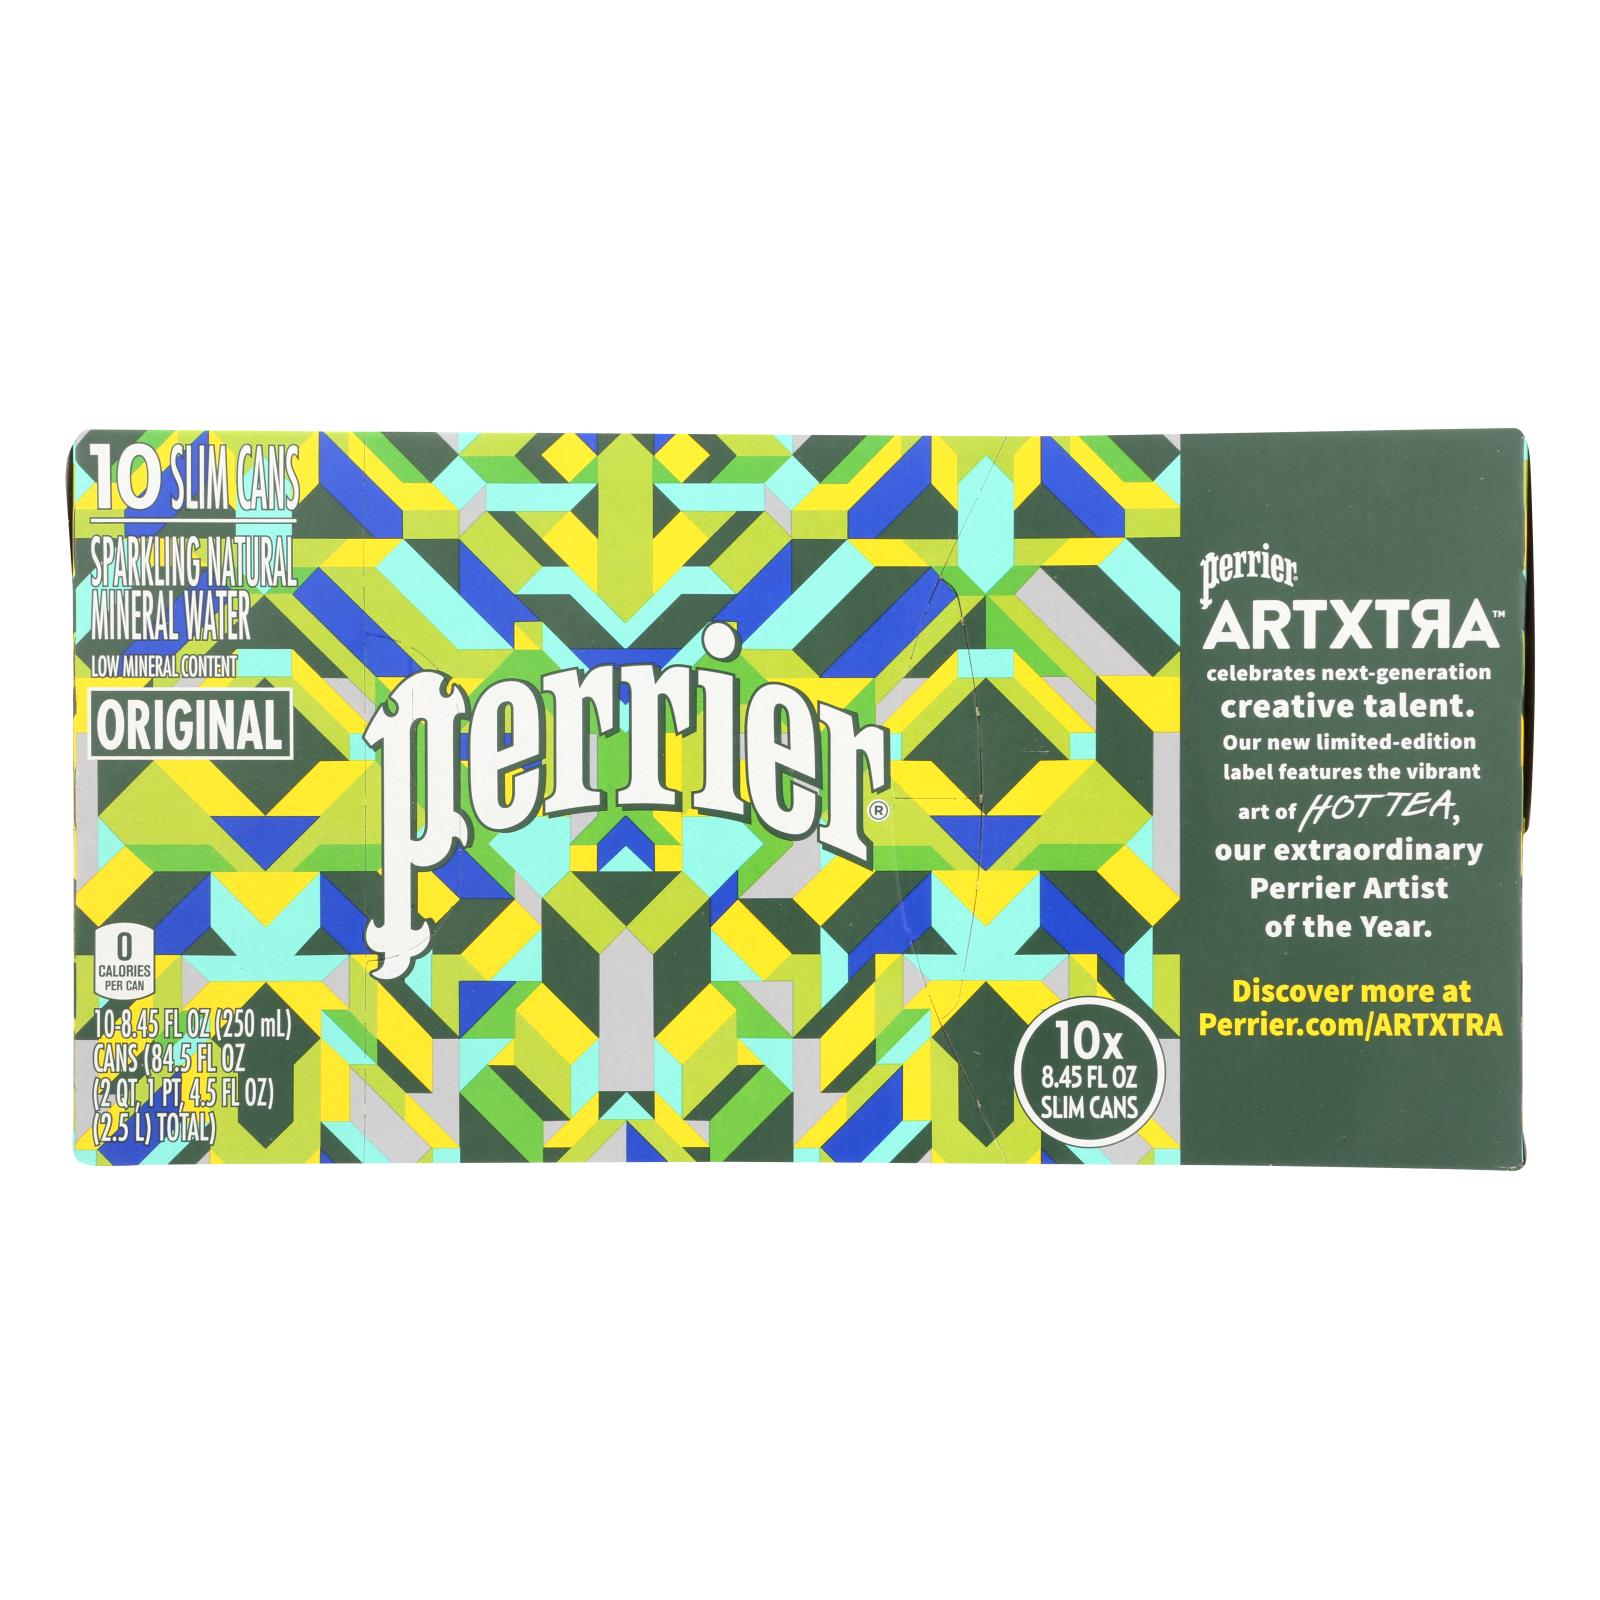 10 SLIM CANS
SPARKLING NATURAL
MINERAL WATER
LOW MINERAL CONTENT
ORIGINAL
perrier®
0
CALORIES
PER CAN
10-8.45 FL OZ (250 mL)
CANS (84.5 FL OZ
(2 QT, 1 PT, 4.5 FL OZ)
(2.5 L) TOTAL)
10x
8.45 FL OZ
SLIM CANS
perrier®
ARTXTЯA™
celebrates next-generation
creative talent.
Our new limited-edition
label features the vibrant
art of HOT TEA,
our extraordinary
Perrier Artist
of the Year.
Discover more at
Perrier.com/ARTXTRA